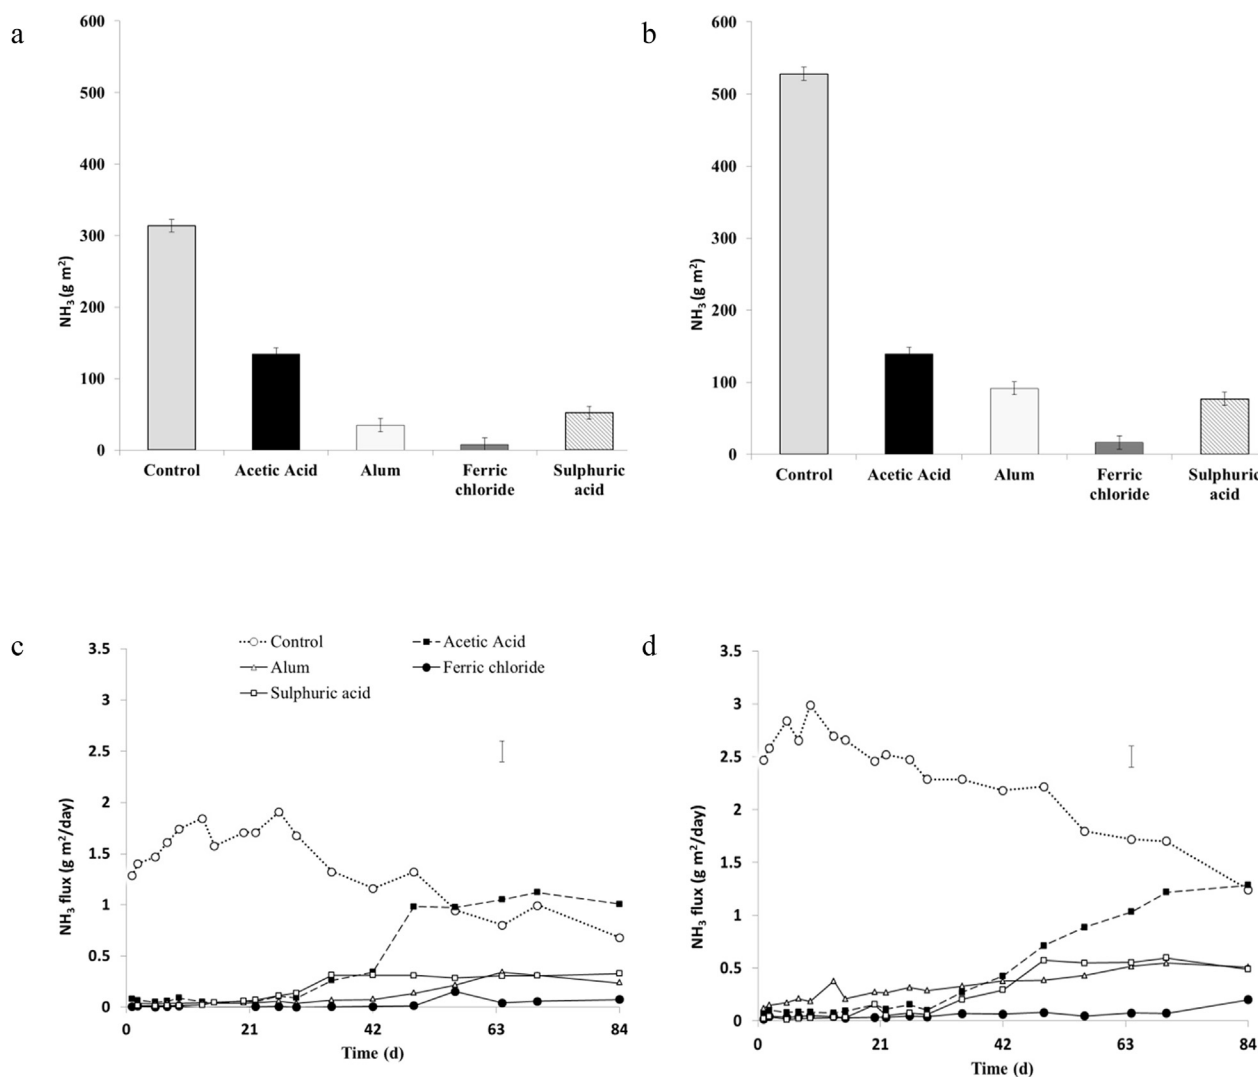 a
600
500
400
300
200
100
0
NH3 (g m2)
Control
Acetic Acid
Alum
Ferric
chloride
Sulphuric
acid
b
600
500
400
300
200
100
0
NH3 (g m2)
Control
Acetic Acid
Alum
Ferric
chloride
Sulphuric
acid
c
Control
Acetic Acid
Alum
Ferric chloride
Sulphuric acid
3.5
3
2.5
2
1.5
1
0.5
0
NH3 flux (g m2/day)
0 21 42 63 84
Time (d)
d
3.5
3
2.5
2
1.5
1
0.5
0
NH3 flux (g m2/day)
0 21 42 63 84
Time (d)